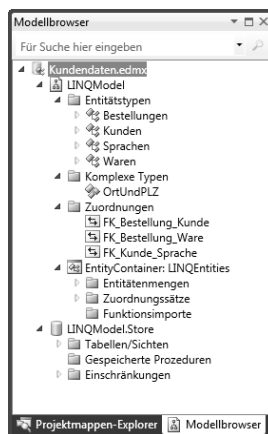 Modellbrowser
Für Suche hier eingeben
Kundendaten.edmx
LINQModel
Entitätstypen
Bestellungen
Kunden
Sprachen
Waren
Komplexe Typen
OrtUndPLZ
Zuordnungen
FK_Bestellung_Kunde
FK_Bestellung_Ware
FK_Kunde_Sprache
EntityContainer: LINQEntities
Entitätenmengen
Zuordnungssätze
Funktionsimporte
LINQModel.Store
Tabellen/Sichten
Gespeicherte Prozeduren
Einschränkungen
Projektmappen-Explorer Modellbrowser